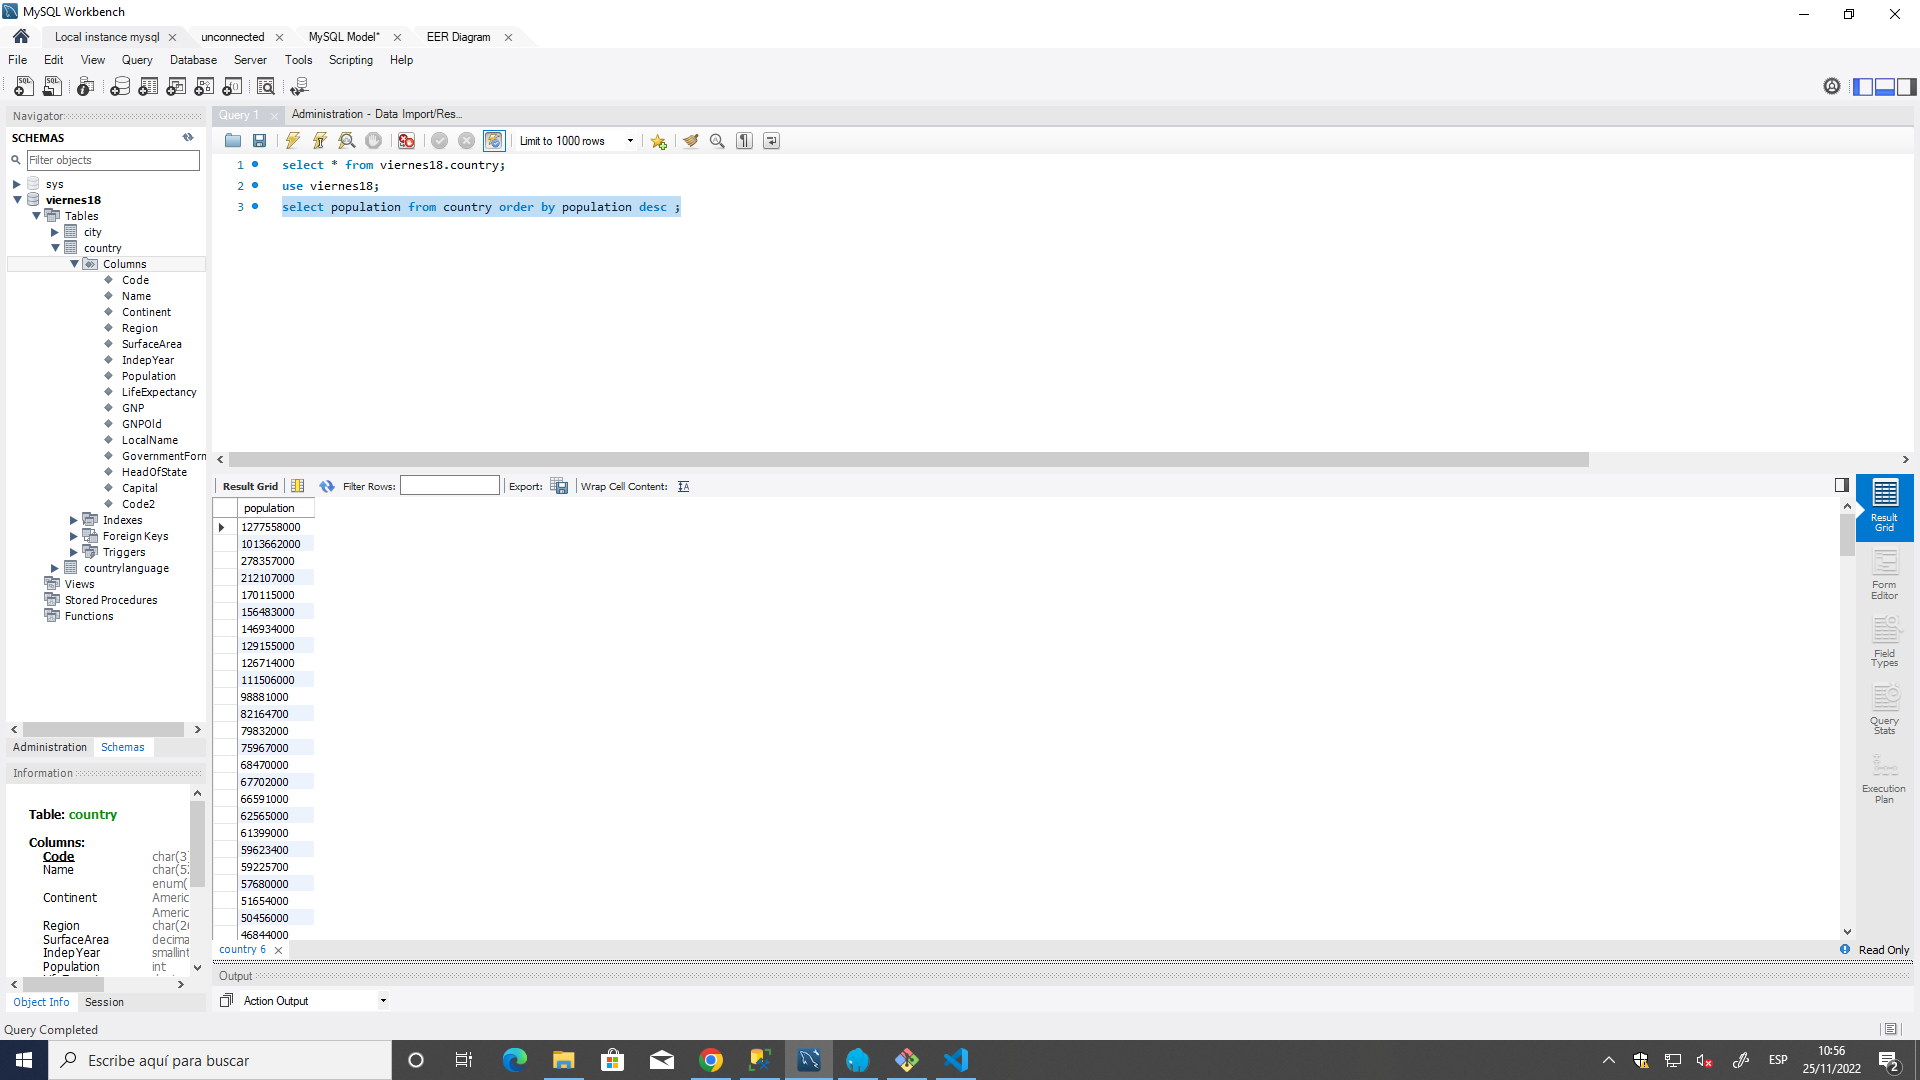 MySQL Workbench
Local instance mysql
unconnected
MySQL Model*
EER Diagram
File Edit View Query Database Server Tools Scripting Help
Navigator
SCHEMAS
Filter objects
sys
viernes18
Tables
city
country
Columns
Code
Name
Continent
Region
SurfaceArea
IndepYear
Population
LifeExpectancy
GNP
GNPOld
LocalName
GovernmentForm
HeadOfState
Capital
Code2
Indexes
Foreign Keys
Triggers
countrylanguage
Views
Stored Procedures
Functions
Administration Schemas
Information
Table: country
Columns:
Code char(3
Name char(5
enum(
Continent Americ
Americ
Region char(26
SurfaceArea decima
IndepYear smallint
Population int
Object Info Session
Query 1
Administration - Data Import/Res...
Limit to 1000 rows
1 select * from viernes18.country;
2 use viernes18;
3 select population from country order by population desc ;
Result Grid Filter Rows: Export: Wrap Cell Content:
population
1277558000
1013662000
278357000
212107000
170115000
156483000
146934000
129155000
126714000
111506000
98881000
82164700
79832000
75967000
68470000
67702000
66591000
62565000
61399000
59623400
59225700
57680000
51654000
50456000
46844000
Result
Grid
Form
Editor
Field
Types
Query
Stats
Execution
Plan
country 6
Read Only
Output
Action Output
Query Completed
Escribe aquí para buscar
ESP
10:56
25/11/2022
2